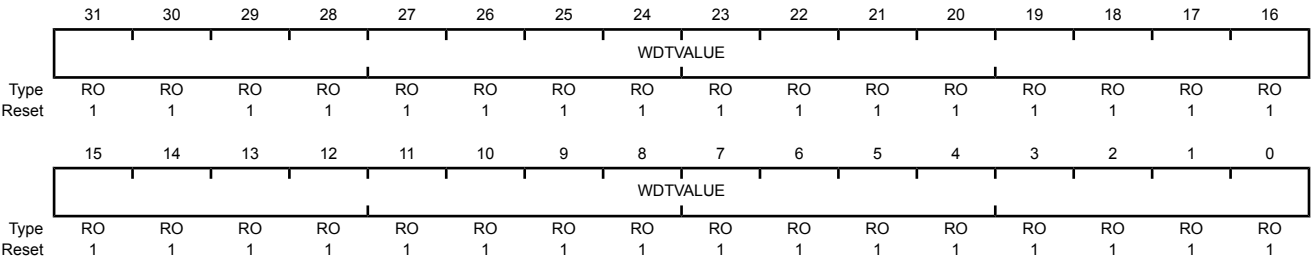 31 30 29 28 27 26 25 24 23 22 21 20 19 18 17 16
WDTVALUE
Type RO RO RO RO RO RO RO RO RO RO RO RO RO RO RO RO
Reset 1 1 1 1 1 1 1 1 1 1 1 1 1 1 1 1
15 14 13 12 11 10 9 8 7 6 5 4 3 2 1 0
WDTVALUE
Type RO RO RO RO RO RO RO RO RO RO RO RO RO RO RO RO
Reset 1 1 1 1 1 1 1 1 1 1 1 1 1 1 1 1